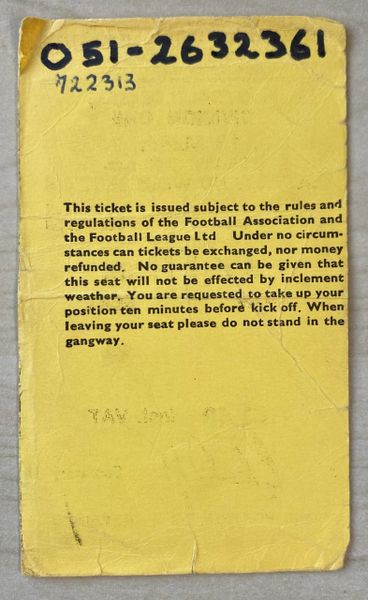 051-2632361
722313
This ticket is issued subject to the rules and
regulations of the Football Association and
the Football League Ltd Under no circum-
stances can tickets be exchanged, nor money
refunded. No guarantee can be given that
this seat will not be effected by inclement
weather. You are requested to take up your
position ten minutes before kick off. When
leaving your seat please do not stand in the
gangway.